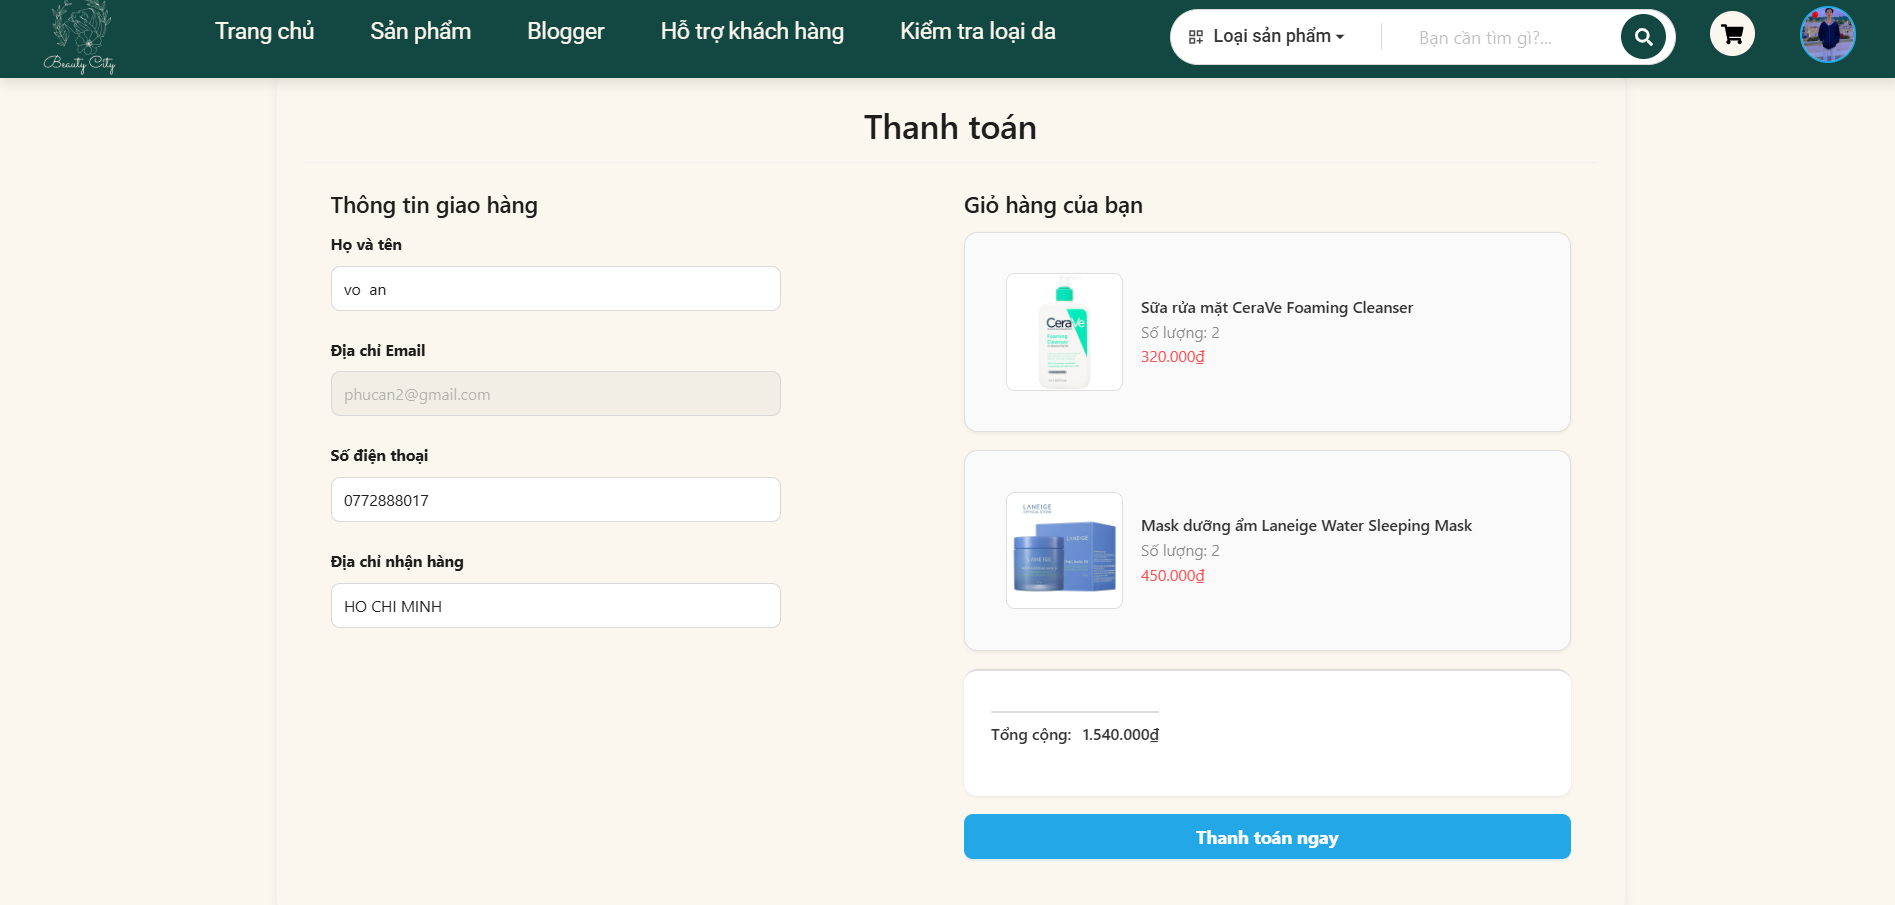 Beauty City
Trang chủ
Sản phẩm
Blogger
Hỗ trợ khách hàng
Kiểm tra loại da
Loại sản phẩm
Bạn cần tìm gì?...
Thanh toán
Thông tin giao hàng
Họ và tên
vo  an
Địa chỉ Email
phucan2@gmail.com
Số điện thoại
0772888017
Địa chỉ nhận hàng
HO CHI MINH
Giỏ hàng của bạn
CeraVe
Foaming
Cleanser
Sữa rửa mặt CeraVe Foaming Cleanser
Số lượng: 2
320.000₫
LANEIGE
LANEIGE
LANEIGE
Mask dưỡng ẩm Laneige Water Sleeping Mask
Số lượng: 2
450.000₫
Tổng cộng: 1.540.000₫
Thanh toán ngay